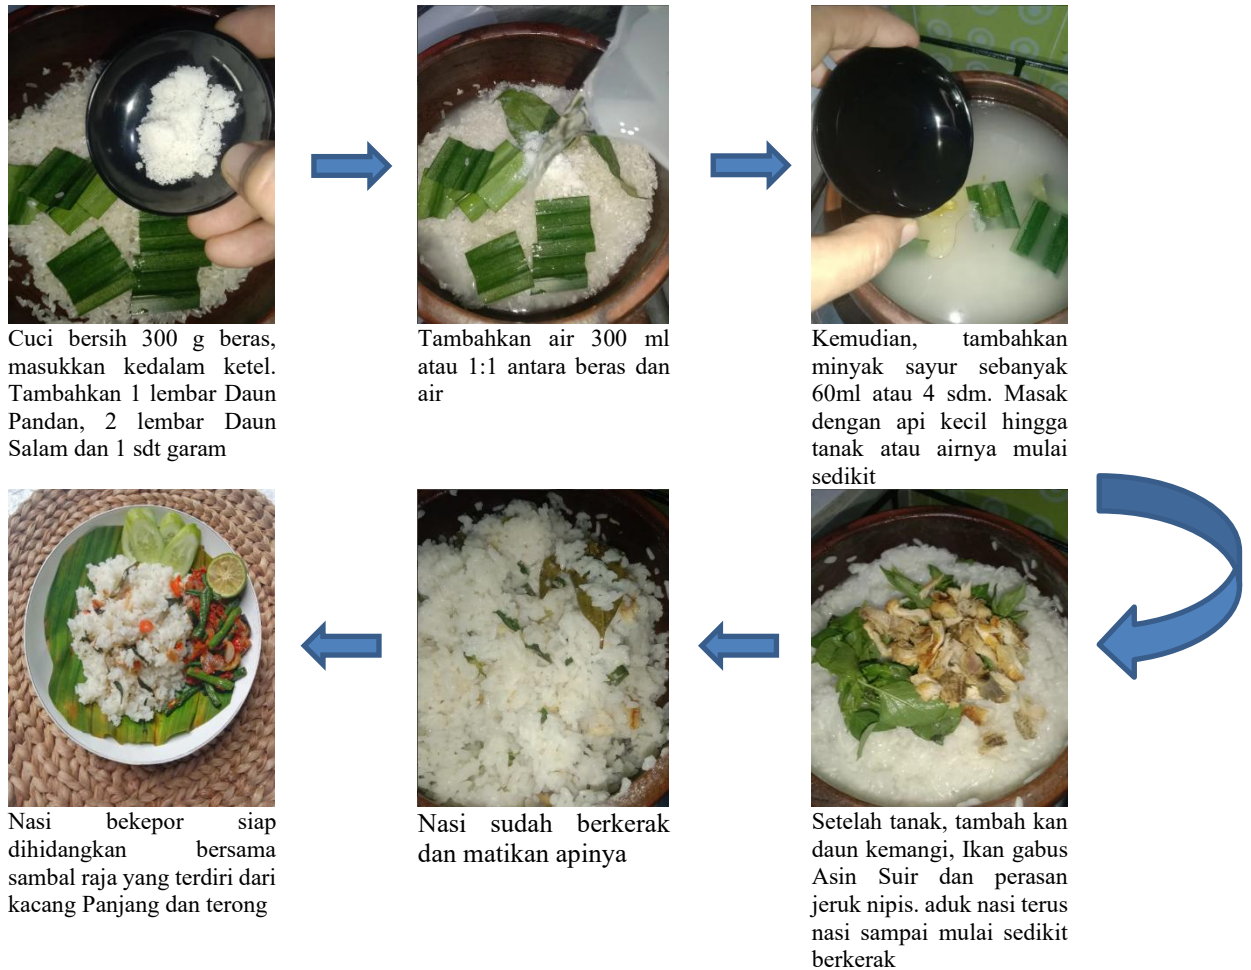 Cuci bersih 300 g beras,
masukkan kedalam ketel.
Tambahkan 1 lembar Daun
Pandan, 2 lembar Daun
Salam dan 1 sdt garam
Tambahkan air 300 ml
atau 1:1 antara beras dan
air
Kemudian, tambahkan
minyak sayur sebanyak
60ml atau 4 sdm. Masak
dengan api kecil hingga
tanak atau airnya mulai
sedikit
Setelah tanak, tambah kan
daun kemangi, Ikan gabus
Asin Suir dan perasan
jeruk nipis. aduk nasi terus
nasi sampai mulai sedikit
berkerak
Nasi sudah berkerak
dan matikan apinya
Nasi bekepor siap
dihidangkan bersama
sambal raja yang terdiri dari
kacang Panjang dan terong